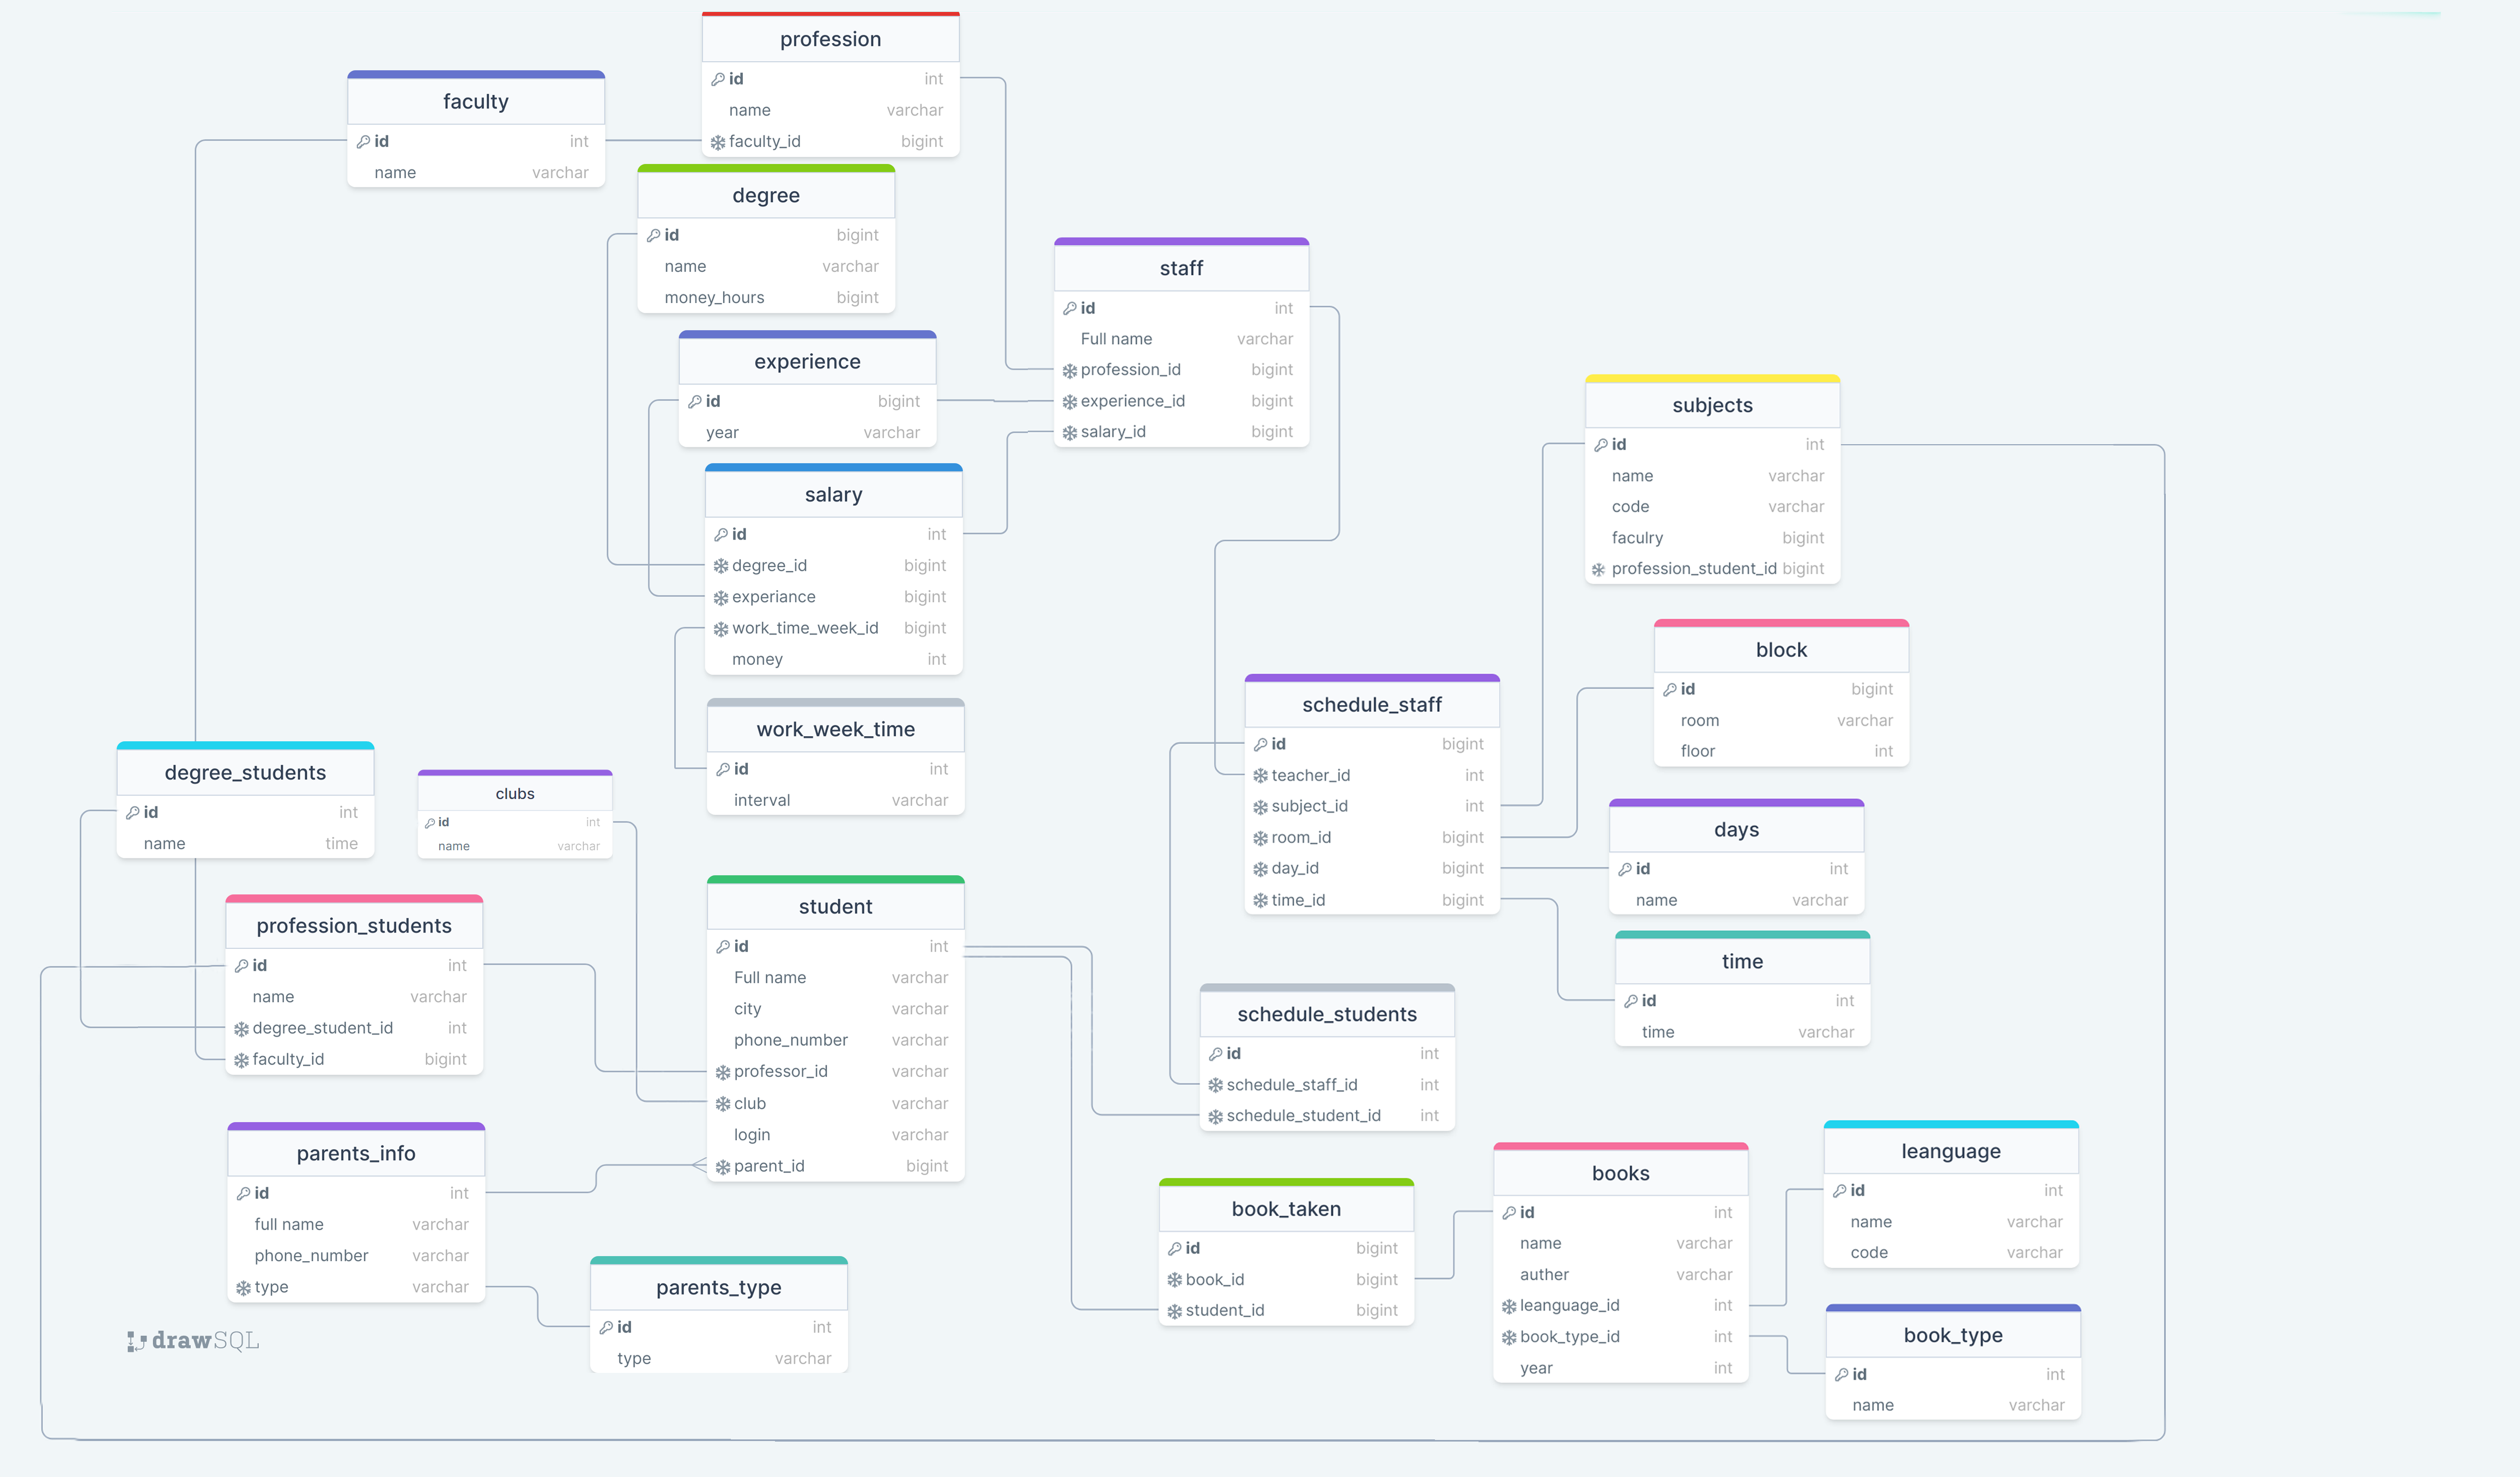 profession
id int
name varchar
faculty_id bigint
faculty
id int
name varchar
degree
id bigint
name varchar
money_hours bigint
staff
id int
Full name varchar
profession_id bigint
experience_id bigint
salary_id bigint
experience
id bigint
year varchar
subjects
id int
name varchar
code varchar
faculry bigint
profession_student_id bigint
salary
id int
degree_id bigint
experiance bigint
work_time_week_id bigint
money int
block
id bigint
room varchar
floor int
schedule_staff
id bigint
teacher_id int
subject_id int
room_id bigint
day_id bigint
time_id bigint
work_week_time
id int
interval varchar
degree_students
id int
name time
clubs
id int
name varchar
days
id int
name varchar
student
id int
Full name varchar
city varchar
phone_number varchar
professor_id varchar
club varchar
login varchar
parent_id bigint
profession_students
id int
name varchar
degree_student_id int
faculty_id bigint
time
id int
time varchar
schedule_students
id int
schedule_staff_id int
schedule_student_id int
parents_info
id int
full name varchar
phone_number varchar
type varchar
leanguage
id int
name varchar
code varchar
books
id int
name varchar
auther varchar
leanguage_id int
book_type_id int
year int
book_taken
id bigint
book_id bigint
student_id bigint
parents_type
id int
type varchar
book_type
id int
name varchar
drawSQL